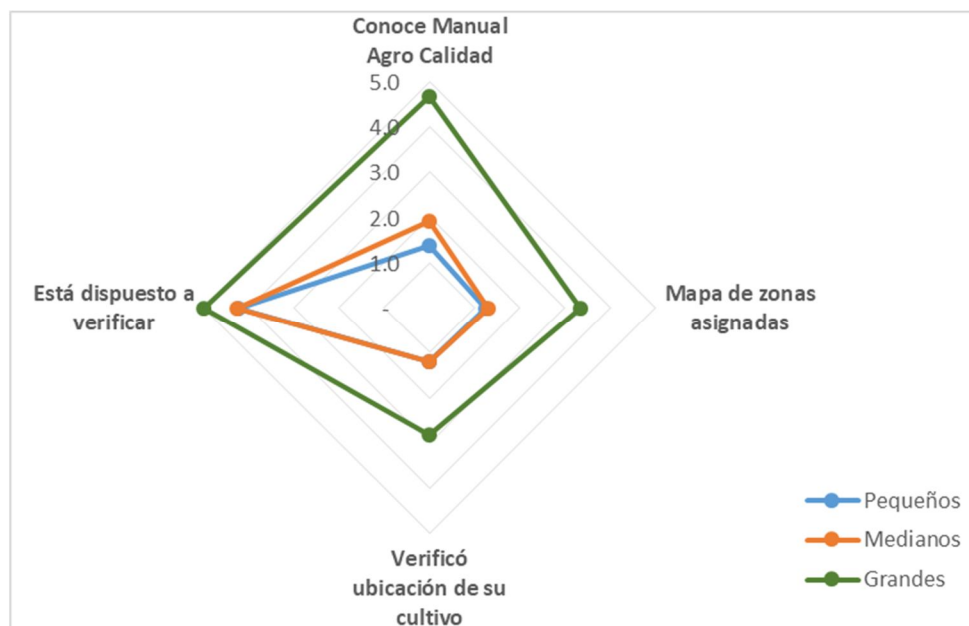 Conoce Manual
Agro Calidad
5.0
4.0
3.0
2.0
1.0
-
Está dispuesto a
verificar
Mapa de zonas
asignadas
Verificó
ubicación de su
cultivo
Pequeños
Medianos
Grandes